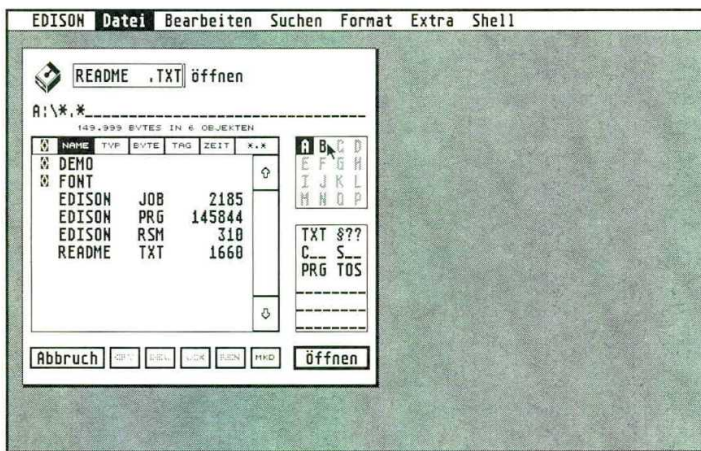 EDISON Datei Bearbeiten Suchen Format Extra Shell
README .TXT öffnen
A:\*.*
149.999 BYTES IN 6 OBJEKTEN
NAME TYP BYTE TAG ZEIT *.*
DEMO
FONT
EDISON JOB 2185
EDISON PRG 145844
EDISON RSM 310
README TXT 1660
A B C D
E F G H
I J K L
M N O P
TXT §??
C__ S__
PRG TOS
Abbruch DEL REN MKD öffnen